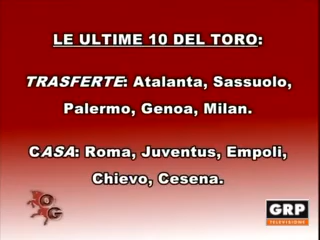 LE ULTIME 10 DEL TORO:
TRASFERTE: Atalanta, Sassuolo,
Palermo, Genoa, Milan.
CASA: Roma, Juventus, Empoli,
Chievo, Cesena.
GRP
TELEVISIONE